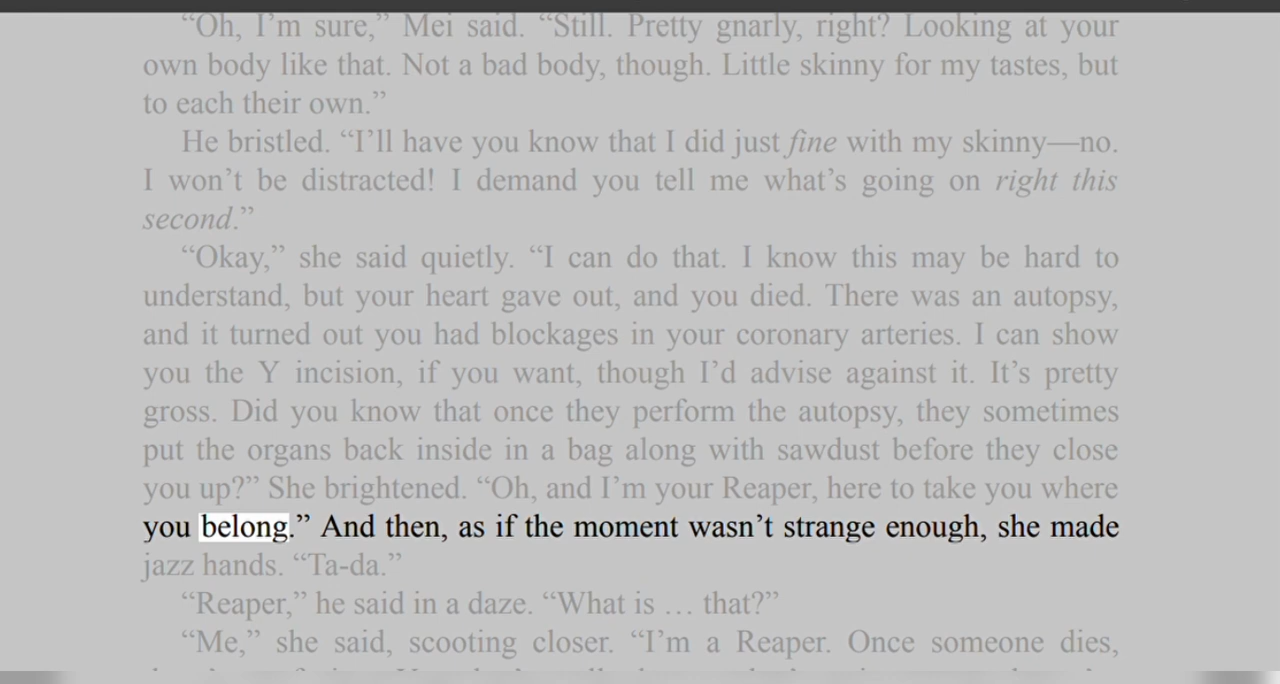 “Oh, I’m sure,” Mei said. “Still. Pretty gnarly, right? Looking at your
own body like that. Not a bad body, though. Little skinny for my tastes, but
to each their own.”
He bristled. “I’ll have you know that I did just fine with my skinny—no.
I won’t be distracted! I demand you tell me what’s going on right this
second.”
“Okay,” she said quietly. “I can do that. I know this may be hard to
understand, but your heart gave out, and you died. There was an autopsy,
and it turned out you had blockages in your coronary arteries. I can show
you the Y incision, if you want, though I’d advise against it. It’s pretty
gross. Did you know that once they perform the autopsy, they sometimes
put the organs back inside in a bag along with sawdust before they close
you up?” She brightened. “Oh, and I’m your Reaper, here to take you where
you belong.” And then, as if the moment wasn’t strange enough, she made
jazz hands. “Ta-da.”
“Reaper,” he said in a daze. “What is … that?”
“Me,” she said, scooting closer. “I’m a Reaper. Once someone dies,